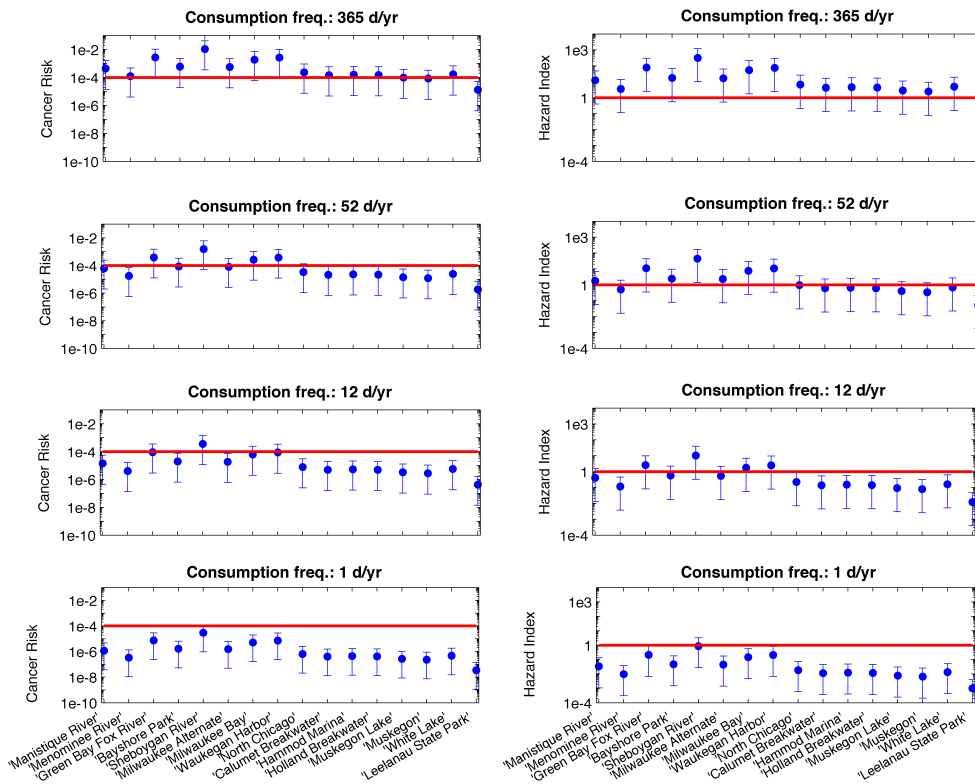 Consumption freq.: 365 d/yr
Cancer Risk
1e-2
1e-4
1e-6
1e-8
1e-10
Consumption freq.: 365 d/yr
Hazard Index
1e3
1
1e-4
Consumption freq.: 52 d/yr
Cancer Risk
1e-2
1e-4
1e-6
1e-8
1e-10
Consumption freq.: 52 d/yr
Hazard Index
1e3
1
1e-4
Consumption freq.: 12 d/yr
Cancer Risk
1e-2
1e-4
1e-6
1e-8
1e-10
Consumption freq.: 12 d/yr
Hazard Index
1e3
1
1e-4
Consumption freq.: 1 d/yr
Cancer Risk
1e-2
1e-4
1e-6
1e-8
1e-10
'Manistique River'
'Menominee River'
'Green Bay Fox River'
'Bayshore Park'
'Sheboygan River'
'Milwaukee Alternate'
'Milwaukee Bay'
'Waukegan Harbor'
'North Chicago'
'Calumet Breakwater'
'Hammod Marina'
'Holland Breakwater'
'Muskegon Lake'
'Muskegon'
'White Lake'
'Leelanau State Park'
Consumption freq.: 1 d/yr
Hazard Index
1e3
1
1e-4
'Manistique River'
'Menominee River'
'Green Bay Fox River'
'Bayshore Park'
'Sheboygan River'
'Milwaukee Alternate'
'Milwaukee Bay'
'Waukegan Harbor'
'North Chicago'
'Calumet Breakwater'
'Hammod Marina'
'Holland Breakwater'
'Muskegon Lake'
'Muskegon'
'White Lake'
'Leelanau State Park'